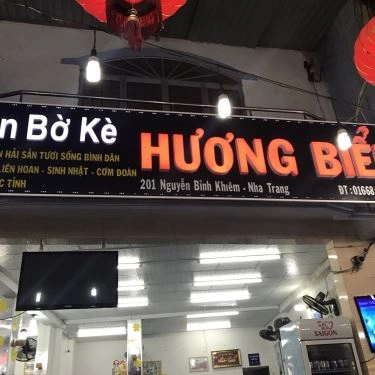 n Bờ Kè
HƯƠNG BIỂ
HẢI SẢN TƯƠI SỐNG BÌNH DÂN
LIÊN HOAN - SINH NHẬT - CƠM ĐOÀN
C TỈNH
201 Nguyễn Bỉnh Khiêm - Nha Trang
ĐT: 01668
SAIGON